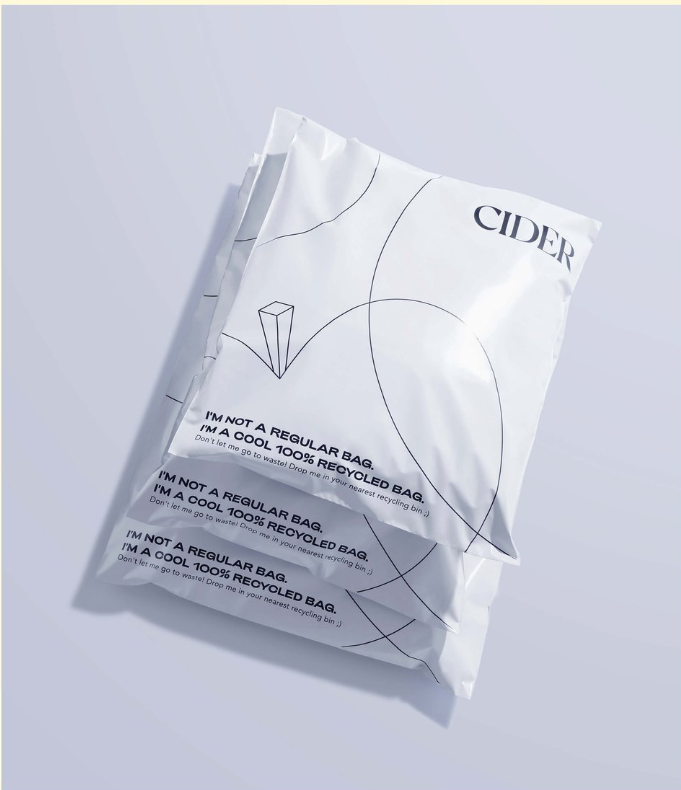 CIDER
I'M NOT A REGULAR BAG.
I'M A COOL 100% RECYCLED BAG.
Don't let me go to waste! Drop me in your nearest recycling bin ;)
I'M NOT A REGULAR BAG.
I'M A COOL 100% RECYCLED BAG.
Don't let me go to waste! Drop me in your nearest recycling bin ;)
I'M NOT A REGULAR BAG.
I'M A COOL 100% RECYCLED BAG.
Don't let me go to waste! Drop me in your nearest recycling bin ;)